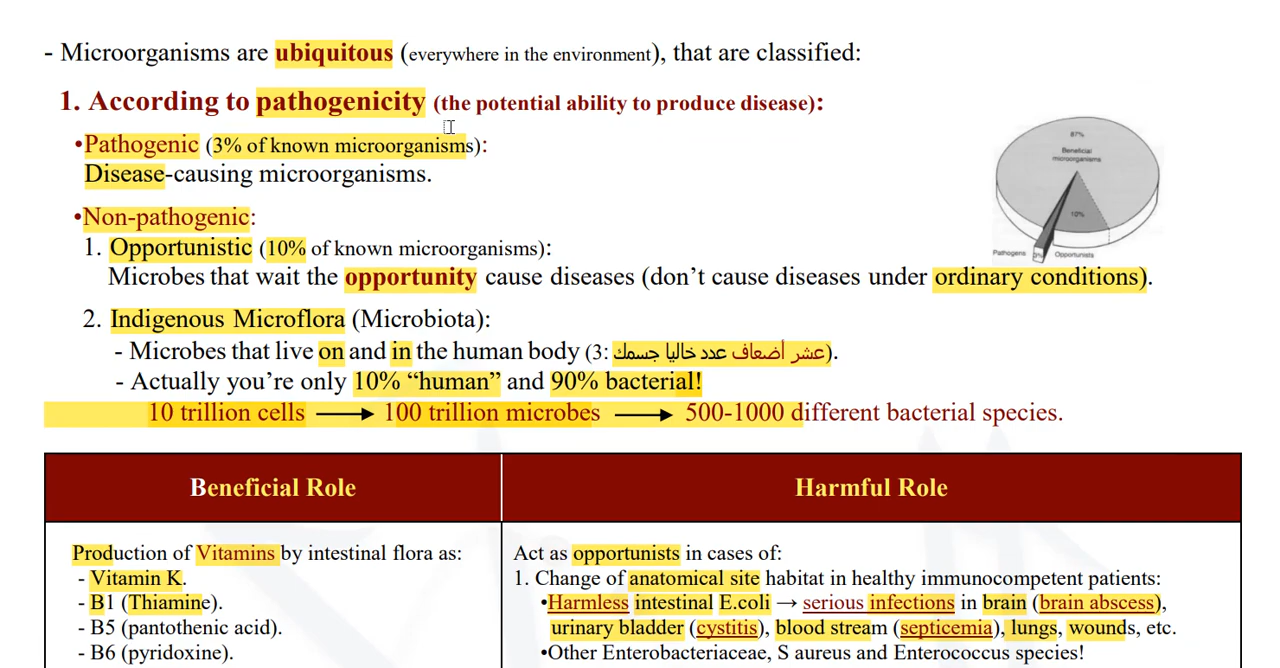 - Microorganisms are ubiquitous (everywhere in the environment), that are classified:
1. According to pathogenicity (the potential ability to produce disease):
•Pathogenic (3% of known microorganisms):
Disease-causing microorganisms.
•Non-pathogenic:
1. Opportunistic (10% of known microorganisms):
Microbes that wait the opportunity cause diseases (don’t cause diseases under ordinary conditions).
2. Indigenous Microflora (Microbiota):
- Microbes that live on and in the human body (3: عشر أضعاف عدد خاليا جسمك).
- Actually you’re only 10% “human” and 90% bacterial!
10 trillion cells → 100 trillion microbes → 500-1000 different bacterial species.
87%
Beneficial
microorganisms
10%
Pathogens 3% Opportunists
Beneficial Role
Production of Vitamins by intestinal flora as:
- Vitamin K.
- B1 (Thiamine).
- B5 (pantothenic acid).
- B6 (pyridoxine).
Harmful Role
Act as opportunists in cases of:
1. Change of anatomical site habitat in healthy immunocompetent patients:
•Harmless intestinal E.coli → serious infections in brain (brain abscess),
urinary bladder (cystitis), blood stream (septicemia), lungs, wounds, etc.
•Other Enterobacteriaceae, S aureus and Enterococcus species!